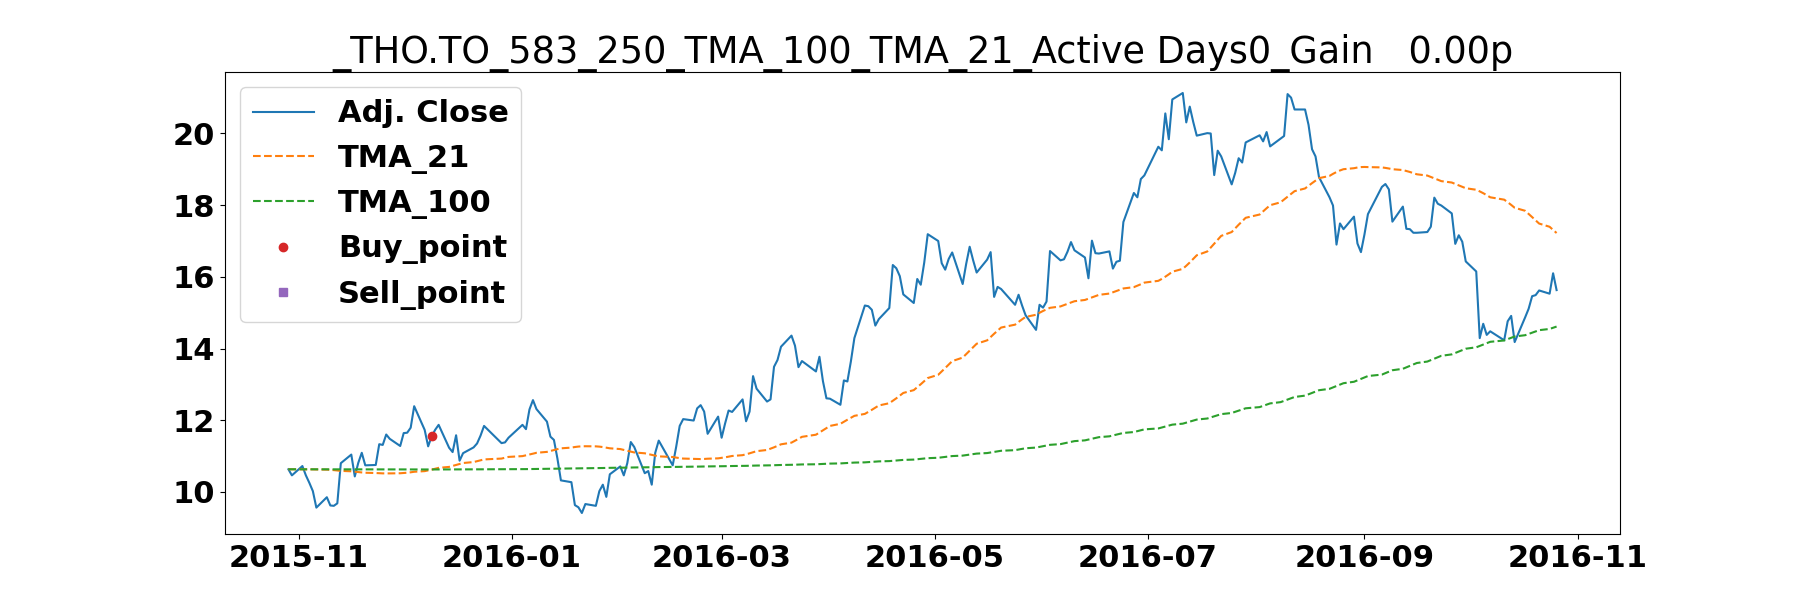 _THO.TO_583_250_TMA_100_TMA_21_Active Days0_Gain   0.00p
Adj. Close
TMA_21
TMA_100
Buy_point
Sell_point
20
18
16
14
12
10
2015-11 2016-01 2016-03 2016-05 2016-07 2016-09 2016-11